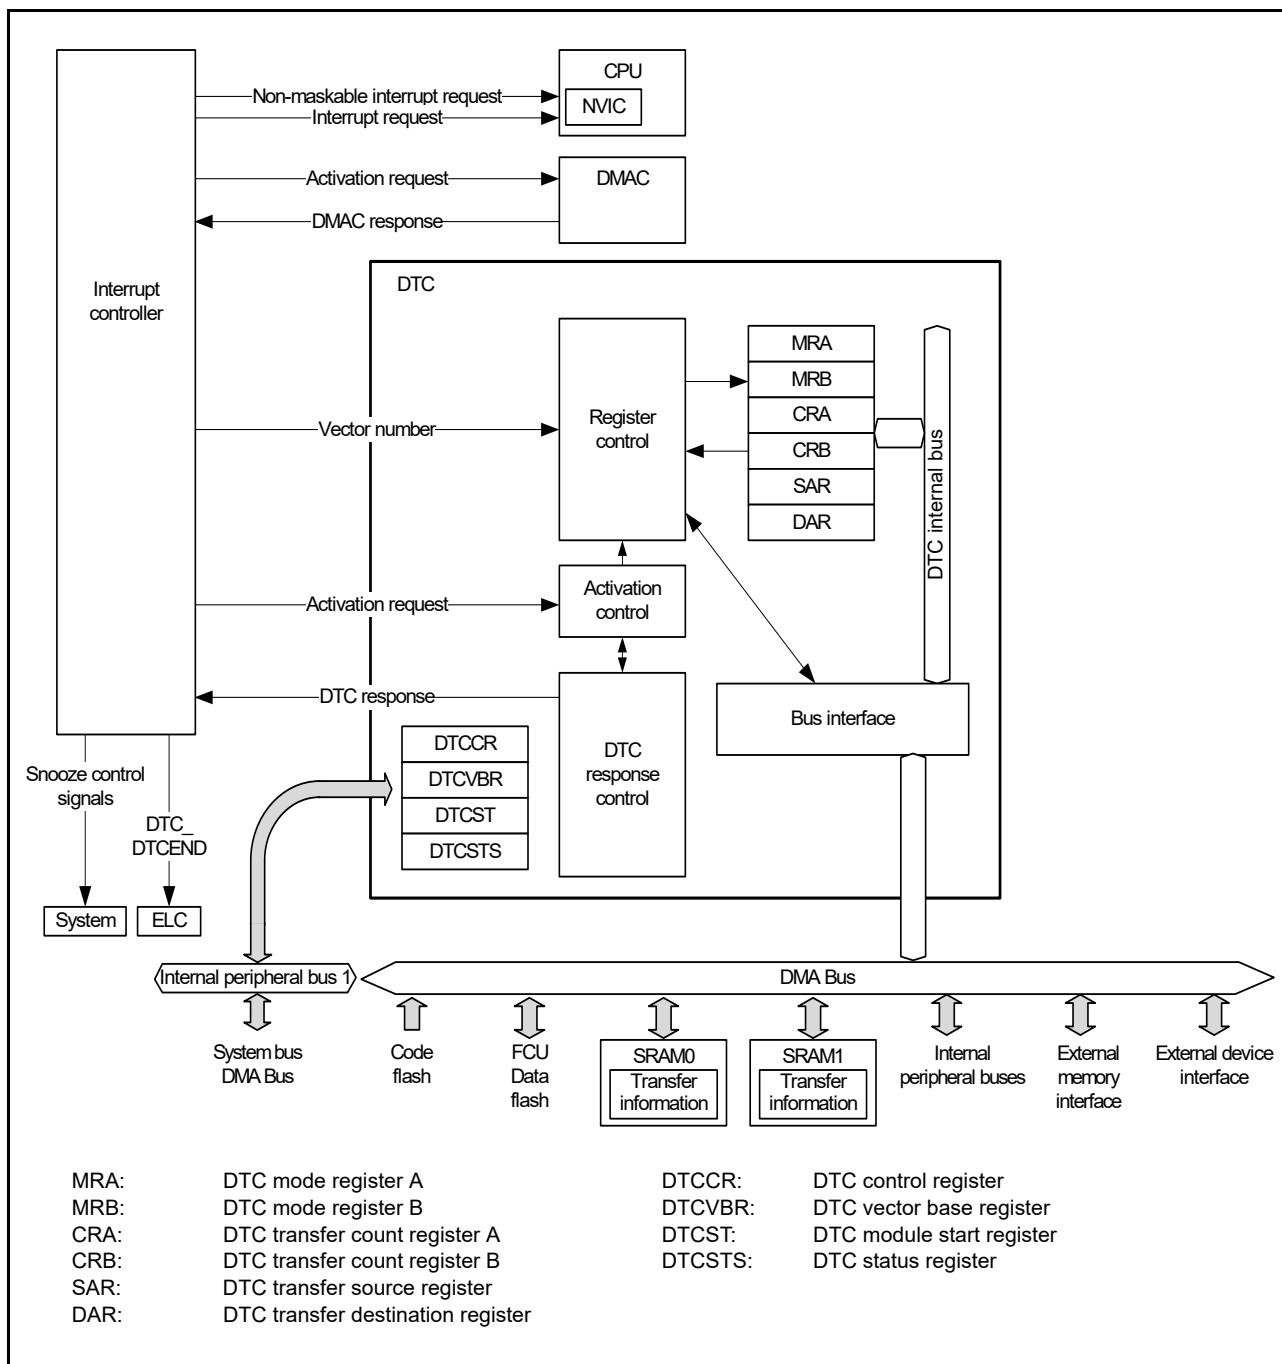 CPU
NVIC
Non-maskable interrupt request
Interrupt request
Activation request
DMAC
DMAC response
Interrupt
controller
DTC
MRA
MRB
CRA
CRB
SAR
DAR
Register
control
Vector number
DTC internal bus
Activation
control
Activation request
DTC response
Bus interface
DTC
response
control
DTCCR
DTCVBR
DTCST
DTCSTS
Snooze control
signals
DTC_
DTCEND
System
ELC
Internal peripheral bus 1
DMA Bus
System bus
DMA Bus
Code
flash
FCU
Data
flash
SRAM0
Transfer
information
SRAM1
Transfer
information
Internal
peripheral buses
External
memory
interface
External device
interface
MRA: DTC mode register A
MRB: DTC mode register B
CRA: DTC transfer count register A
CRB: DTC transfer count register B
SAR: DTC transfer source register
DAR: DTC transfer destination register
DTCCR: DTC control register
DTCVBR: DTC vector base register
DTCST: DTC module start register
DTCSTS: DTC status register